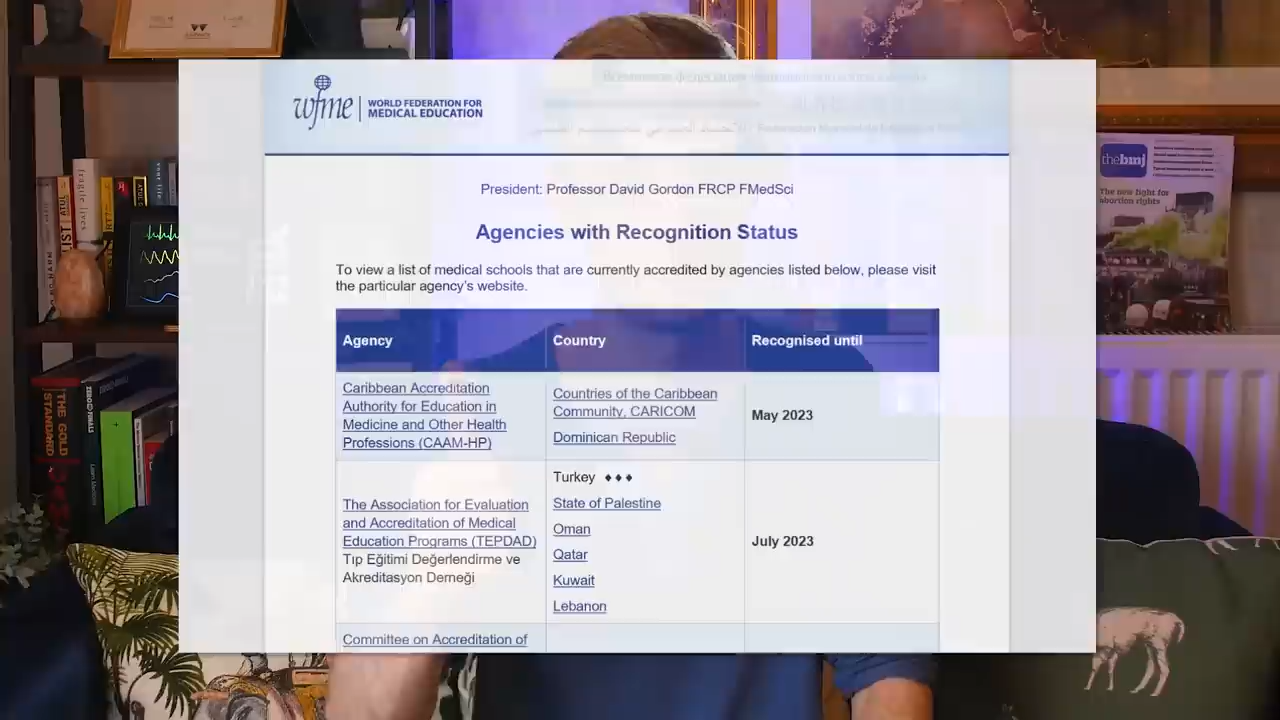 wfme
WORLD FEDERATION FOR
MEDICAL EDUCATION
President: Professor David Gordon FRCP FMedSci
Agencies with Recognition Status
To view a list of medical schools that are currently accredited by agencies listed below, please visit
the particular agency's website.
Agency
Country
Recognised until
Caribbean Accreditation
Authority for Education in
Medicine and Other Health
Professions (CAAM-HP)
Countries of the Caribbean
Community, CARICOM
Dominican Republic
May 2023
The Association for Evaluation
and Accreditation of Medical
Education Programs (TEPDAD)
Tıp Eğitimi Değerlendirme ve
Akreditasyon Derneği
Turkey ♦♦♦
State of Palestine
Oman
Qatar
Kuwait
Lebanon
July 2023
Committee on Accreditation of
thebmj
The new fight for
abortion rights
THE GOLD
STANDARD